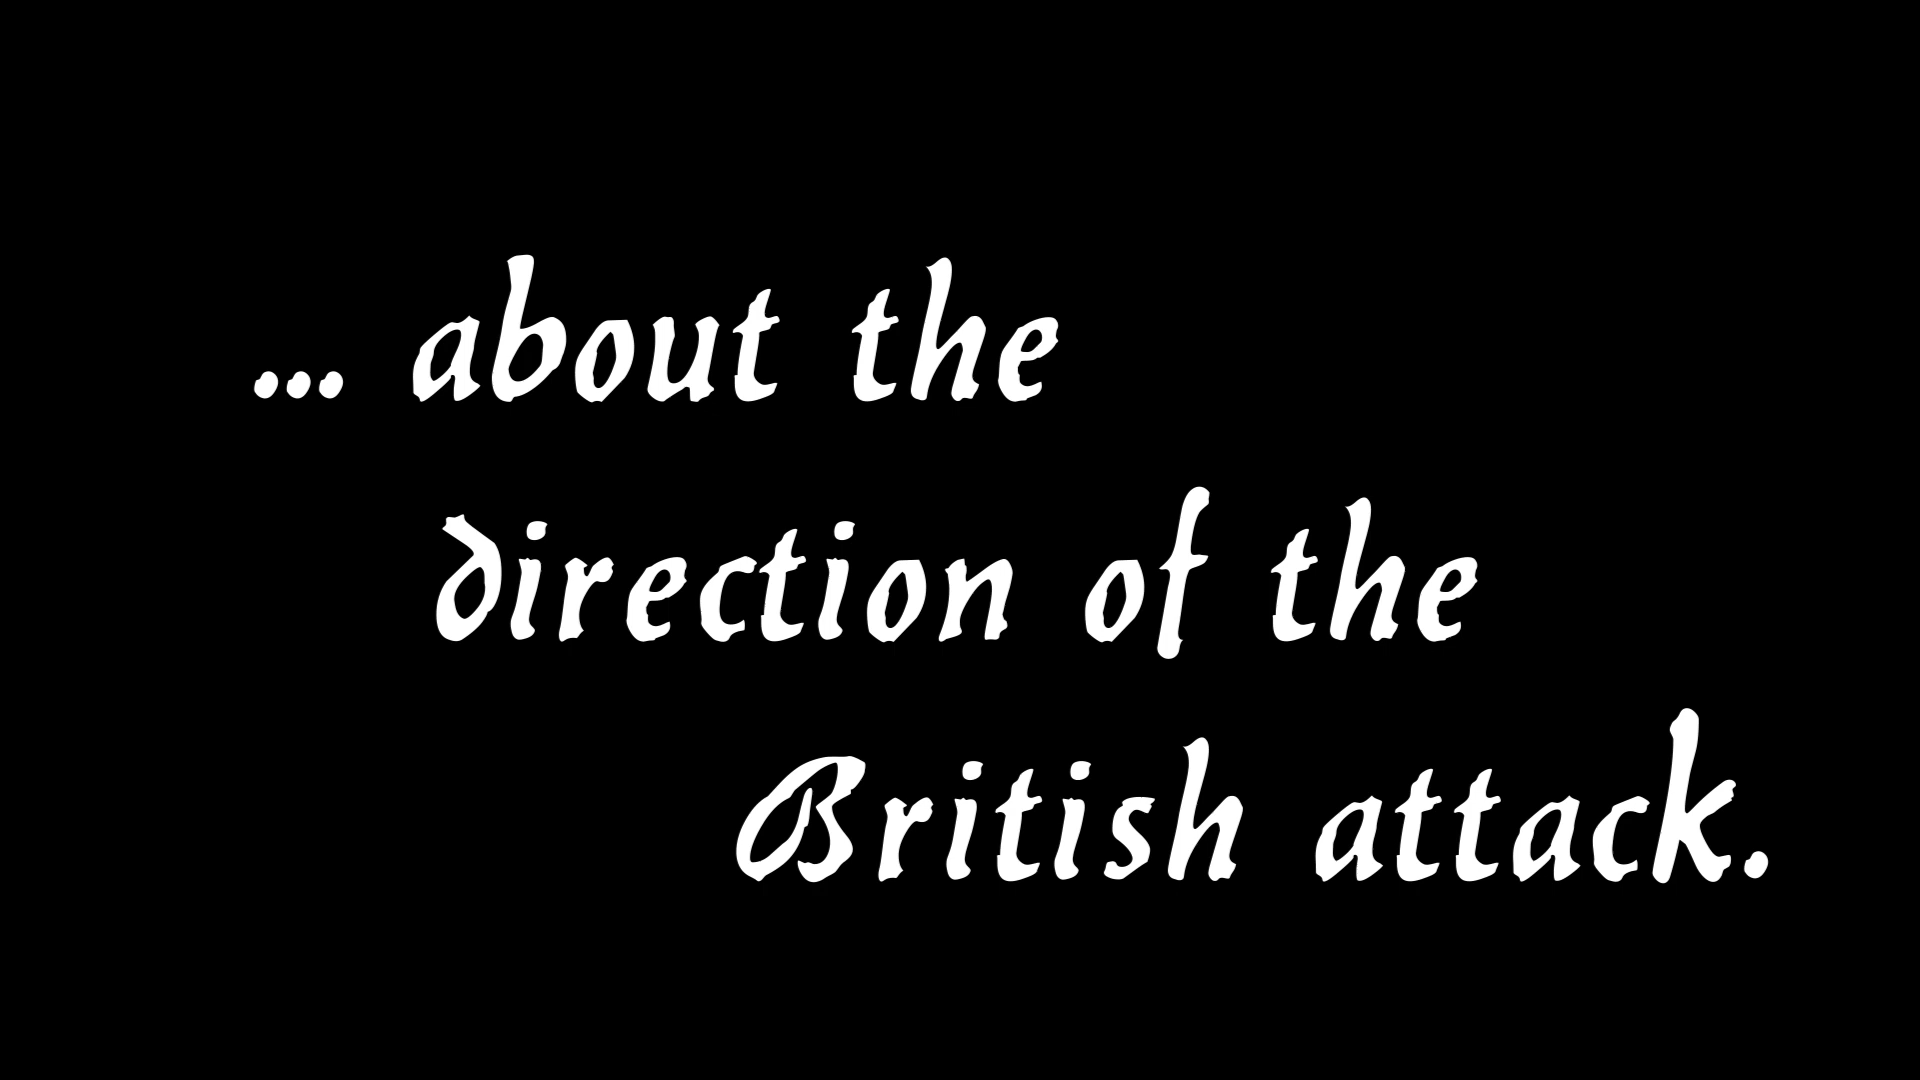 ... about the
direction of the
British attack.